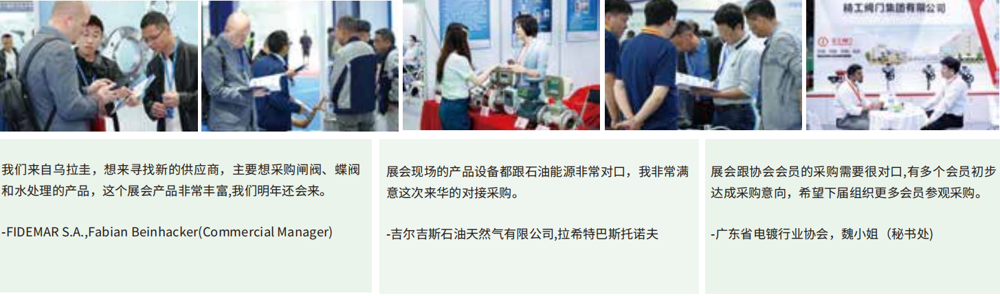 精工阀门集团有限公司
我们来自乌拉圭，想来寻找新的供应商，主要想采购闸阀、蝶阀
和水处理的产品，这个展会产品非常丰富,我们明年还会来。
-FIDEMAR S.A.,Fabian Beinhacker(Commercial Manager)
展会现场的产品设备都跟石油能源非常对口，我非常满
意这次来华的对接采购。
-吉尔吉斯石油天然气有限公司,拉希特巴斯托诺夫
展会跟协会会员的采购需要很对口,有多个会员初步
达成采购意向，希望下届组织更多会员参观采购。
-广东省电镀行业协会，魏小姐（秘书处)